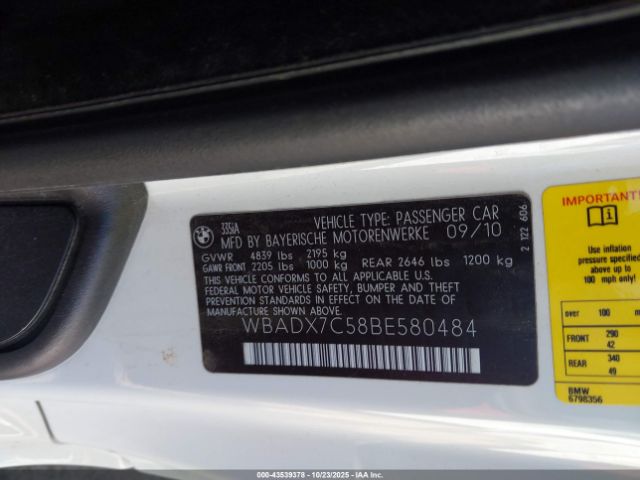 BMW
335iA
VEHICLE TYPE: PASSENGER CAR
MFD BY BAYERISCHE MOTORENWERKE 09/10
GVWR 4839 lbs 2195 kg
GAWR FRONT 2205 lbs 1000 kg REAR 2646 lbs 1200 kg
THIS VEHICLE CONFORMS TO ALL APPLICABLE U.S.
FEDERAL MOTOR VEHICLE SAFETY, BUMPER AND THEFT
PREVENTION STANDARDS IN EFFECT ON THE DATE OF
MANUFACTURE SHOWN ABOVE
WBADX7C58BE580484
2 122 606
IMPORTANT
i
Use inflation
pressure specified
above up to
100 mph only!
over 100
FRONT 290
42
REAR 340
49
BMW
6798356
000-43539378 - 10/23/2025 - IAAI.COM